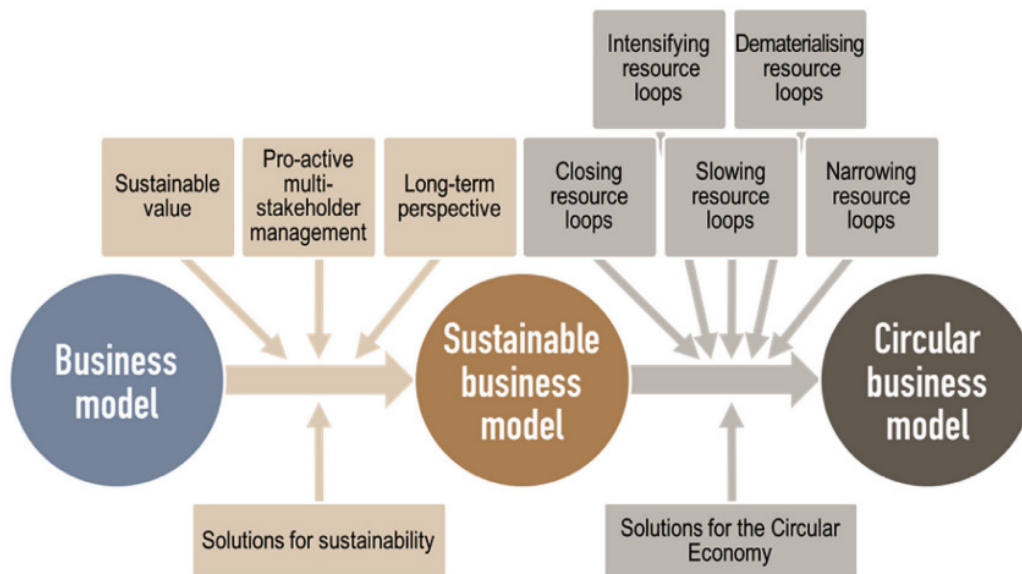 Intensifying
resource
loops
Dematerialising
resource
loops
Sustainable
value
Pro-active
multi-
stakeholder
management
Long-term
perspective
Closing
resource
loops
Slowing
resource
loops
Narrowing
resource
loops
Business
model
Sustainable
business
model
Circular
business
model
Solutions for sustainability
Solutions for the Circular
Economy